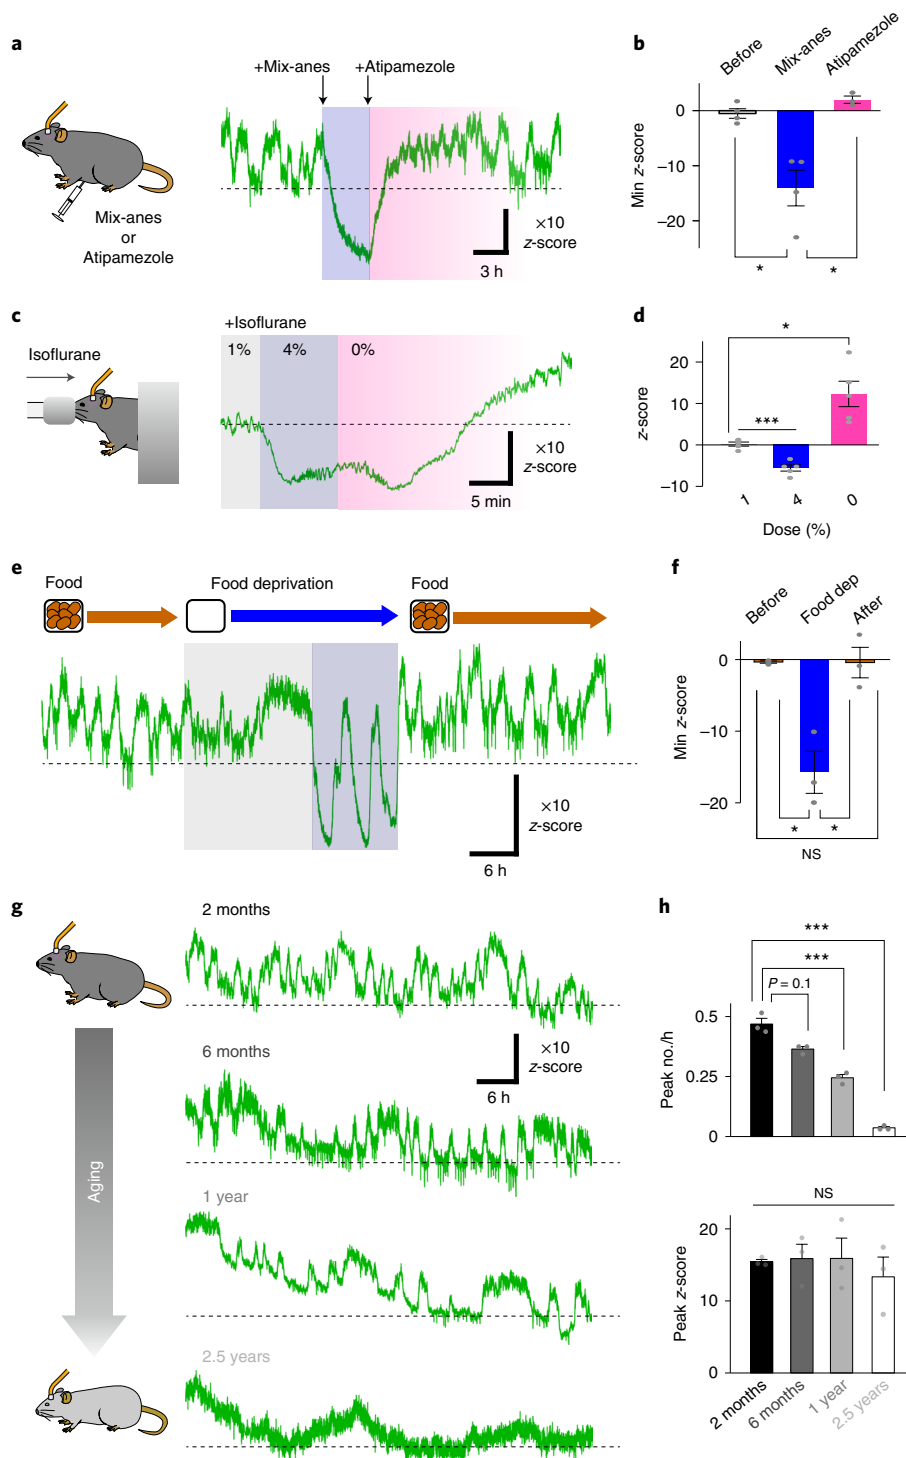 a
+Mix-anes
+Atipamezole
Mix-anes
or
Atipamezole
×10
z-score
3 h
b
Before
Mix-anes
Atipamezole
Min z-score
0
−10
−20
*
*
c
Isoflurane
+Isoflurane
1%
4%
0%
×10
z-score
5 min
d
*
***
z-score
20
10
0
−10
1
4
0
Dose (%)
e
Food
Food deprivation
Food
×10
z-score
6 h
f
Before
Food dep
After
Min z-score
0
−10
−20
*
*
NS
g
2 months
×10
z-score
6 h
6 months
1 year
2.5 years
Aging
h
***
***
P = 0.1
Peak no./h
0.5
0.25
0
NS
Peak z-score
20
10
0
2 months
6 months
1 year
2.5 years